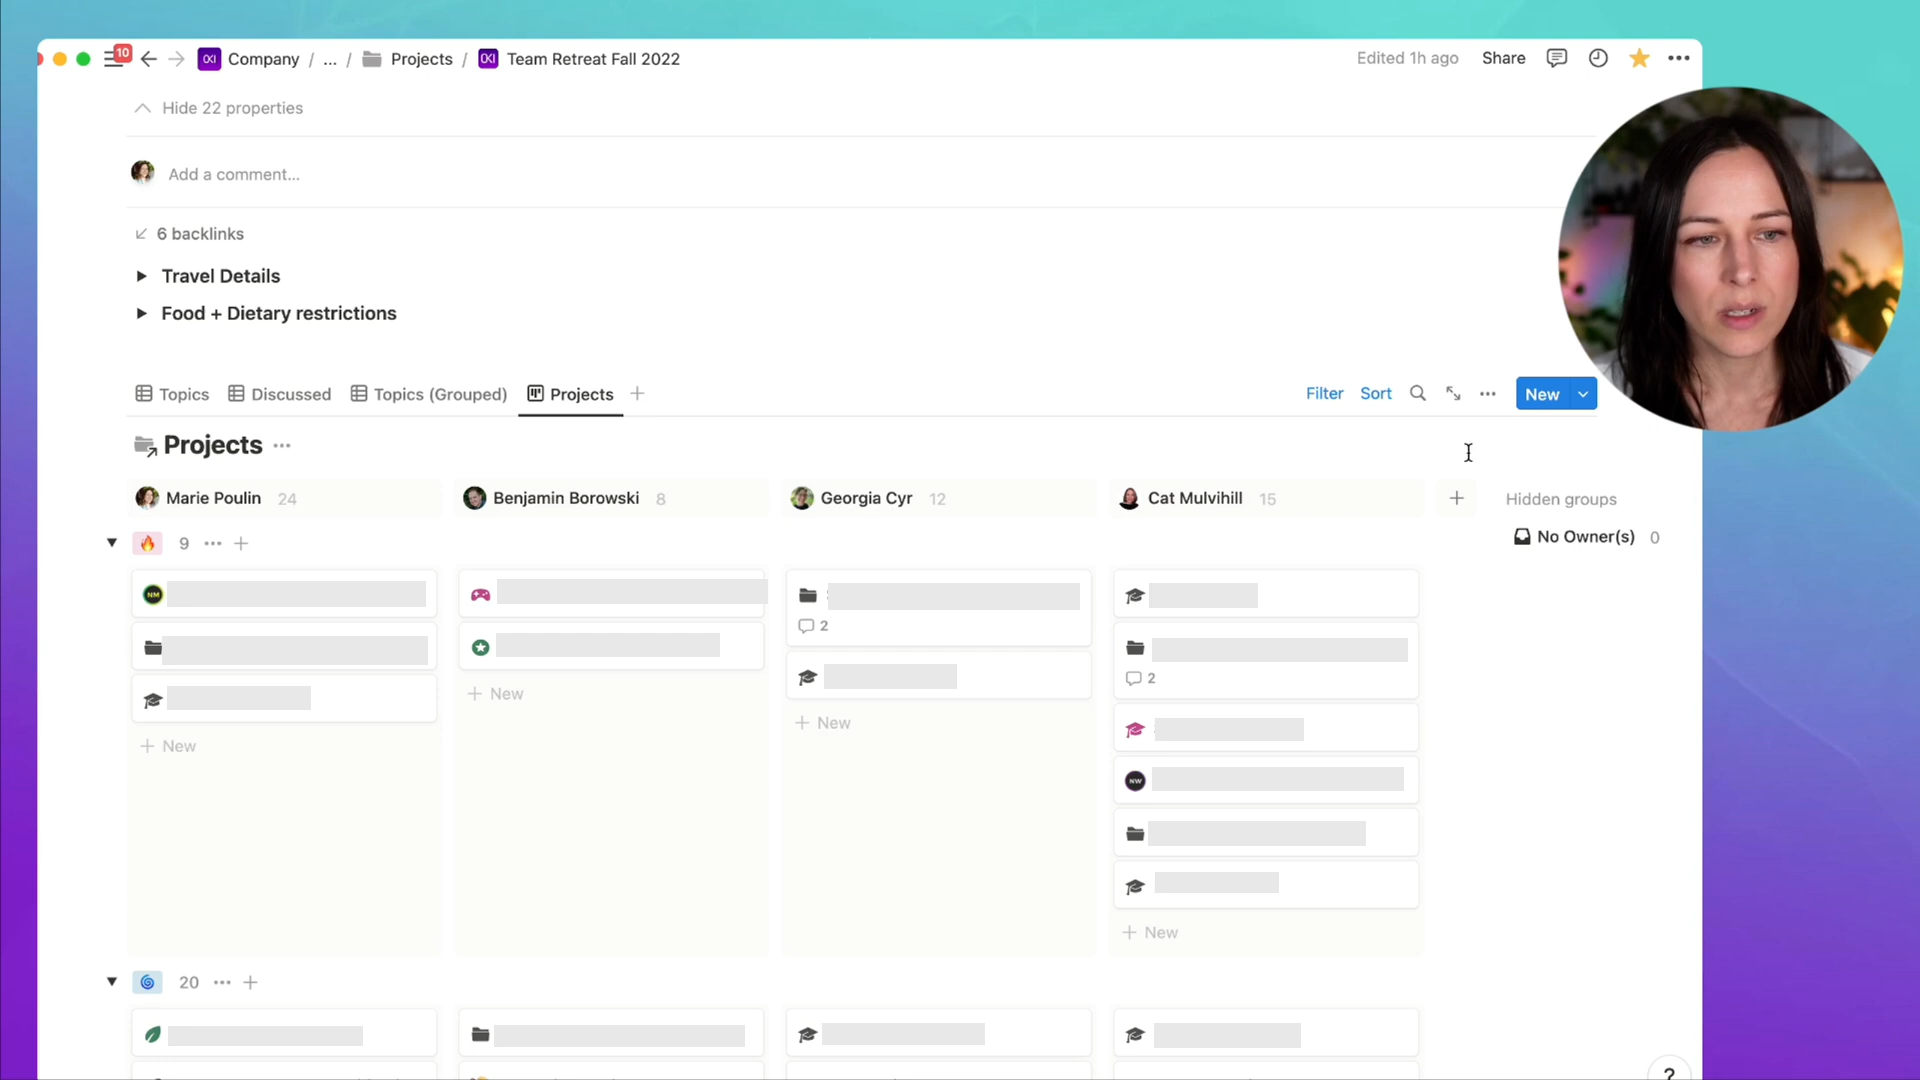 10
Company / ... / Projects / Team Retreat Fall 2022
Edited 1h ago Share
Hide 22 properties
Add a comment...
6 backlinks
Travel Details
Food + Dietary restrictions
Topics Discussed Topics (Grouped) Projects
Filter Sort New
Projects
Marie Poulin 24 Benjamin Borowski 8 Georgia Cyr 12 Cat Mulvihill 15 Hidden groups
No Owner(s) 0
9
NM
2
2
New
New
New
NW
New
20
?